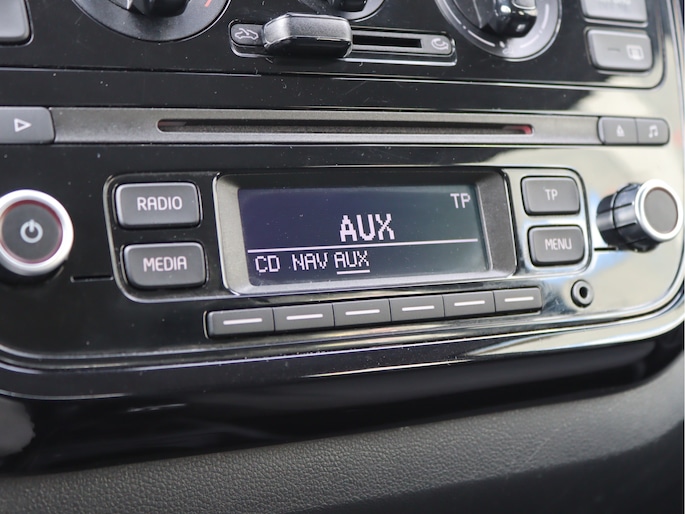 RADIO
MEDIA
TP
AUX
CD NAV AUX
TP
MENU